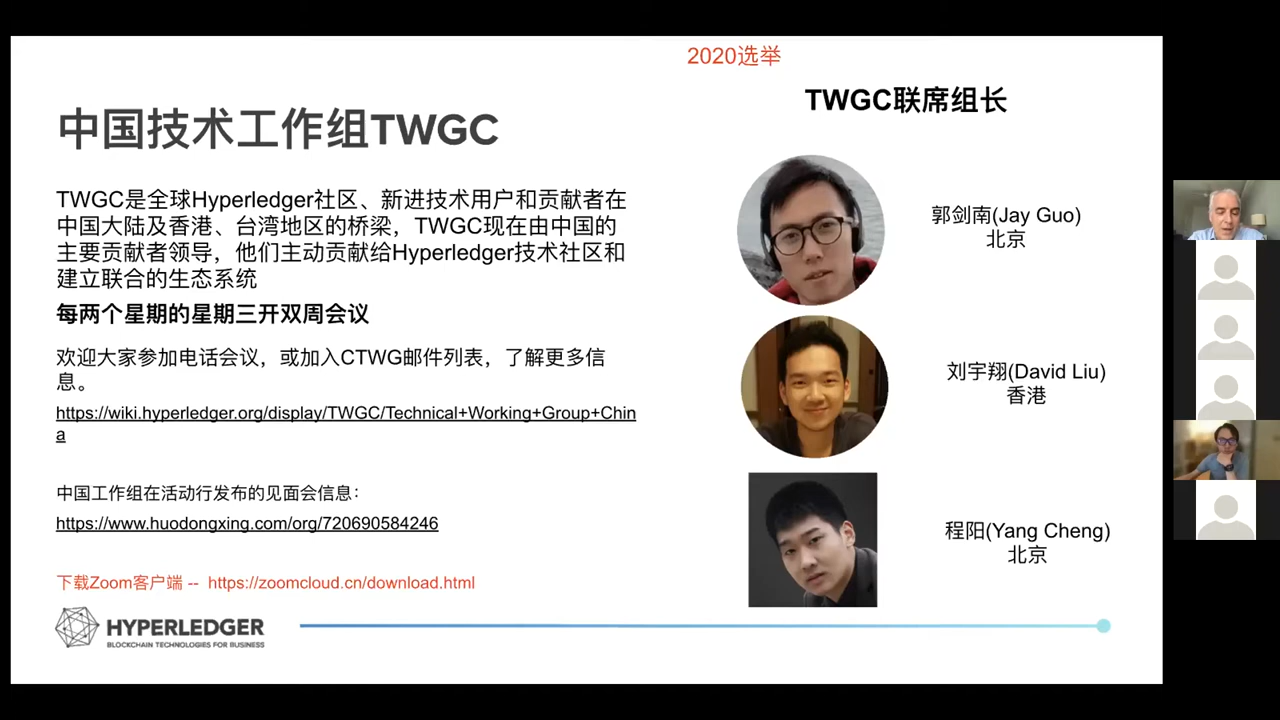 2020选举
中国技术工作组TWGC
TWGC联席组长
TWGC是全球Hyperledger社区、新进技术用户和贡献者在
中国大陆及香港、台湾地区的桥梁，TWGC现在由中国的
主要贡献者领导，他们主动贡献给Hyperledger技术社区和
建立联合的生态系统
每两个星期的星期三开双周会议
欢迎大家参加电话会议，或加入CTWG邮件列表，了解更多信
息。
https://wiki.hyperledger.org/display/TWGC/Technical+Working+Group+Chin
a
中国工作组在活动行发布的见面会信息：
https://www.huodongxing.com/org/720690584246
下载Zoom客户端 -- https://zoomcloud.cn/download.html
HYPERLEDGER
BLOCKCHAIN TECHNOLOGIES FOR BUSINESS
郭剑南(Jay Guo)
北京
刘宇翔(David Liu)
香港
程阳(Yang Cheng)
北京